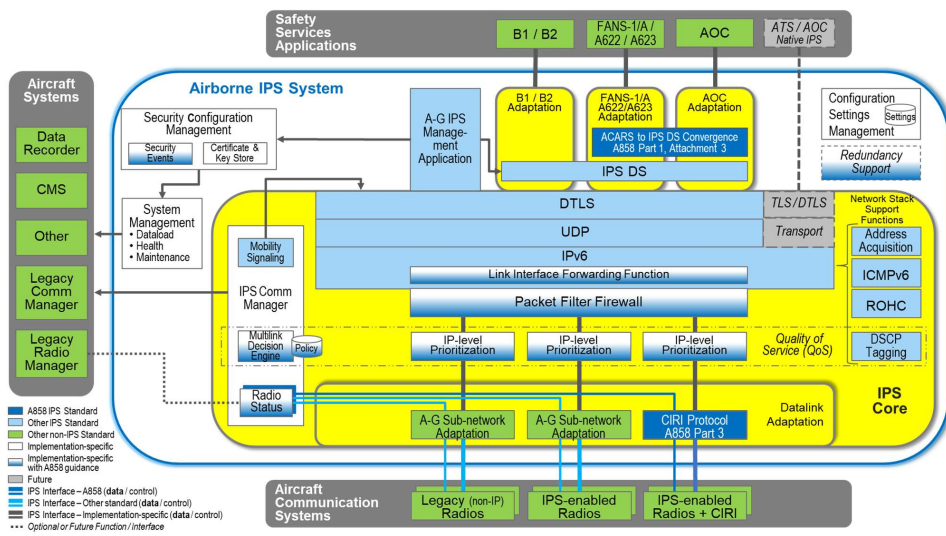 Safety
Services
Applications
B1 / B2
FANS-1/A /
A622 / A623
AOC
ATS / AOC
Native IPS
Aircraft
Systems
Data
Recorder
CMS
Other
Legacy
Comm
Manager
Legacy
Radio
Manager
Airborne IPS System
Security Configuration
Management
Security
Events
Certificate &
Key Store
System
Management
• Dataload
• Health
• Maintenance
A-G IPS
Manage-
ment
Application
B1 / B2
Adaptation
FANS-1/A
A622/A623
Adaptation
AOC
Adaptation
ACARS to IPS DS Convergence
A858 Part 1, Attachment 3
IPS DS
Configuration
Settings
Management
Settings
Redundancy
Support
DTLS
UDP
IPv6
TLS/DTLS
Transport
Link Interface Forwarding Function
Packet Filter Firewall
Network Stack
Support
Functions
Address
Acquisition
ICMPv6
ROHC
DSCP
Tagging
Mobility
Signaling
IPS Comm
Manager
Multilink
Decision
Engine
Policy
Radio
Status
IP-level
Prioritization
IP-level
Prioritization
IP-level
Prioritization
Quality of
Service (QoS)
IPS
Core
A-G Sub-network
Adaptation
A-G Sub-network
Adaptation
CIRI Protocol
A858 Part 3
Datalink
Adaptation
Aircraft
Communication
Systems
Legacy (non-IP)
Radios
IPS-enabled
Radios
IPS-enabled
Radios + CIRI
A858 IPS Standard
Other IPS Standard
Other non-IPS Standard
Implementation-specific
Implementation-specific
with A858 guidance
Future
IPS Interface – A858 (data / control)
IPS Interface – Other standard (data / control)
IPS Interface – Implementation-specific (data / control)
Optional or Future Function / Interface